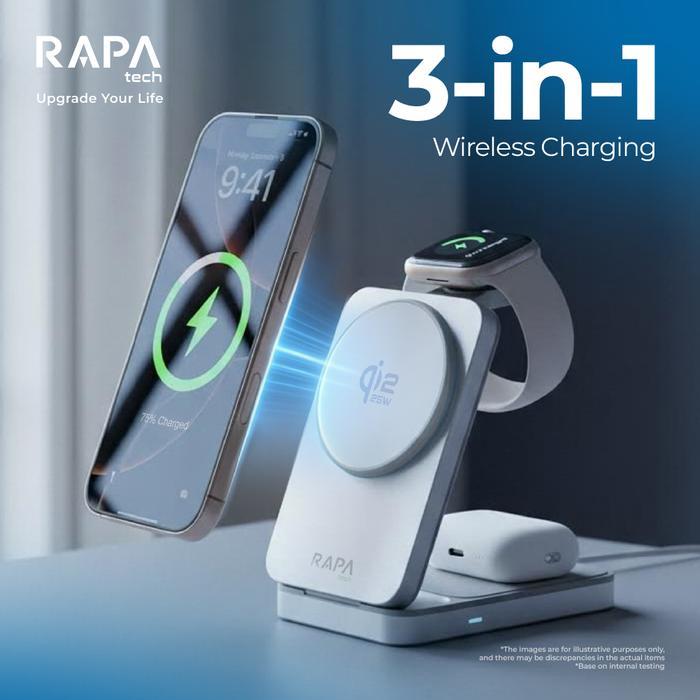 RAPA
tech
Upgrade Your Life
3-in-1
Wireless Charging
9:41
75% Charged
Qi2
25W
RAPA
tech
*The images are for illustrative purposes only,
and there may be discrepancies in the actual items
*Base on internal testing